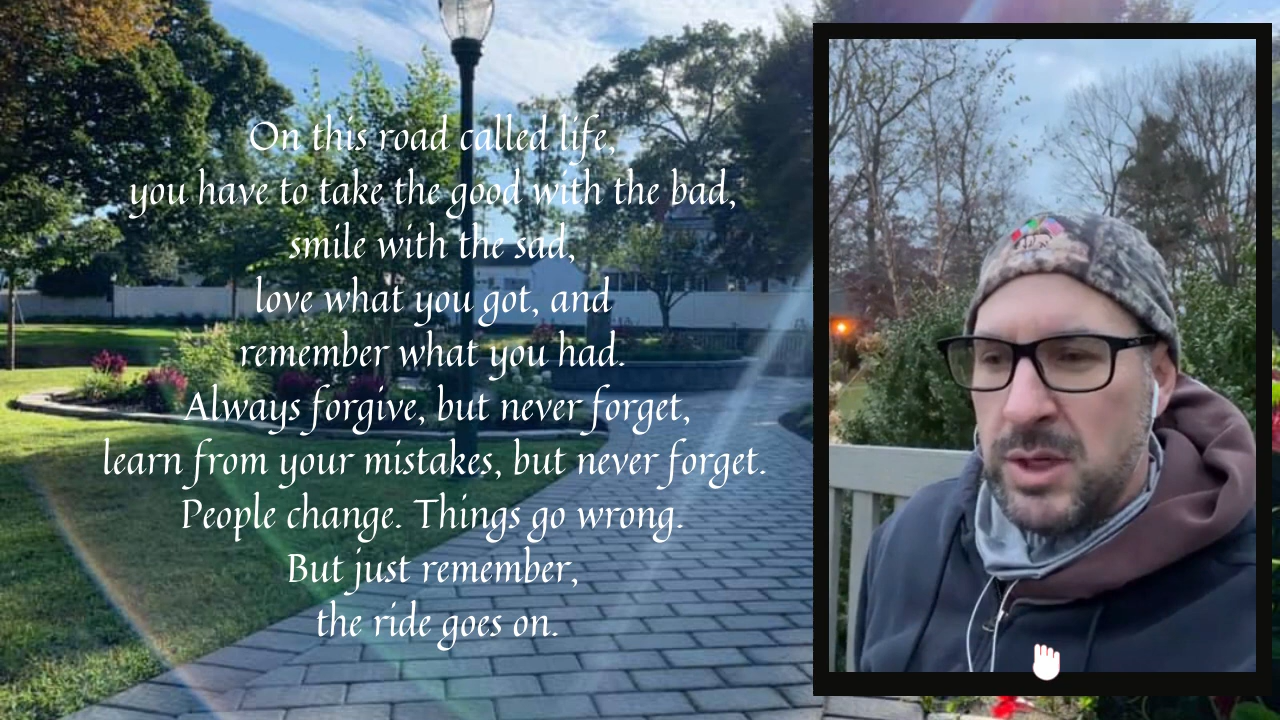 On this road called life,
you have to take the good with the bad,
smile with the sad,
love what you got, and
remember what you had.
Always forgive, but never forget,
learn from your mistakes, but never forget.
People change. Things go wrong.
But just remember,
the ride goes on.